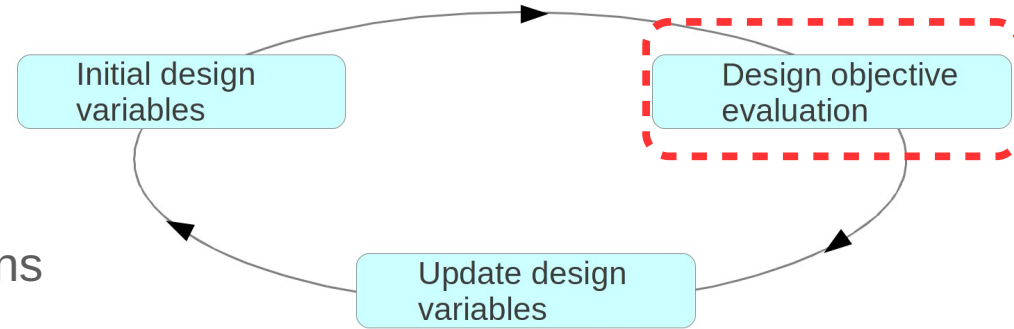 Initial design
variables
Design objective
evaluation
Update design
variables
ns